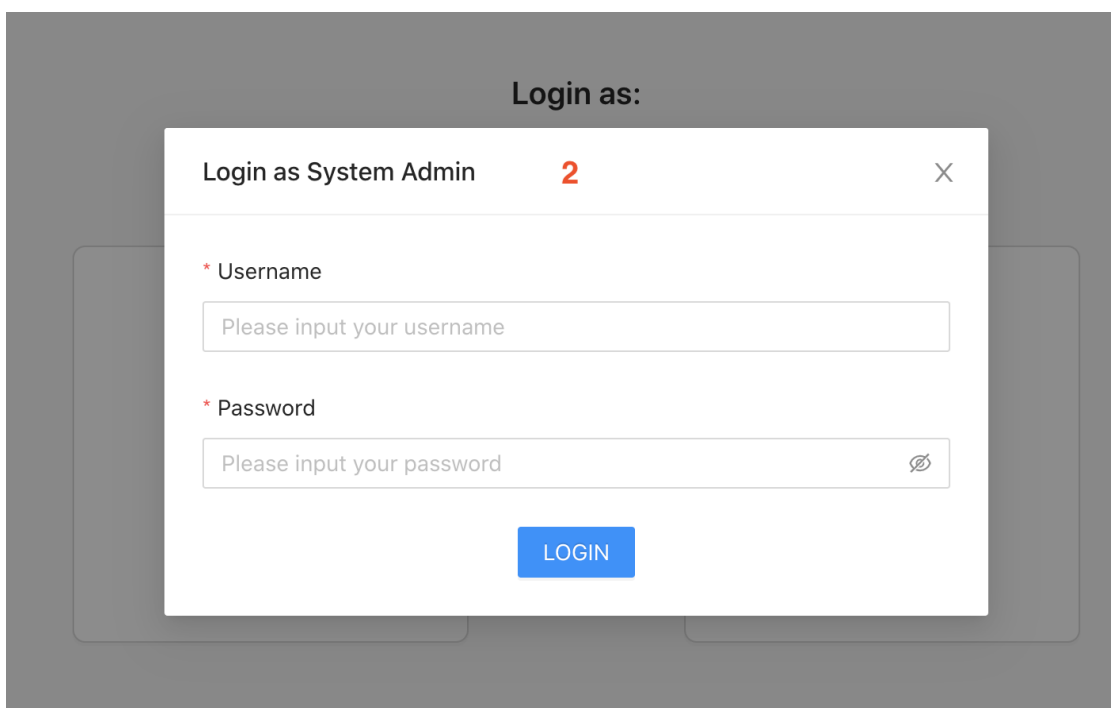 Login as:
Login as System Admin 2
* Username
Please input your username
* Password
Please input your password
LOGIN